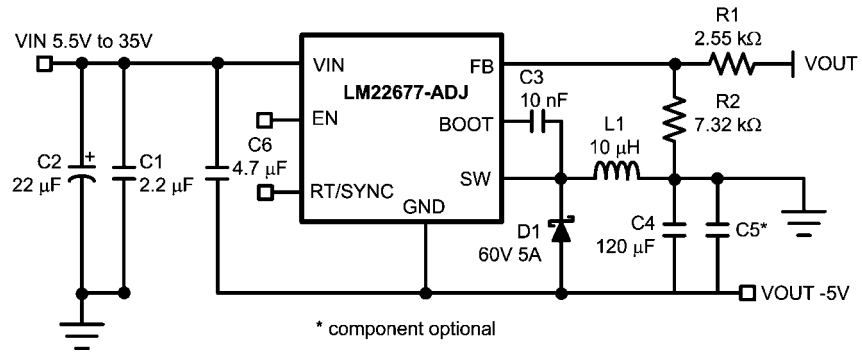 R1
2.55 kΩ
VIN 5.5V to 35V
VIN
FB
VOUT
C3
10 nF
LM22677-ADJ
R2
7.32 kΩ
EN
BOOT
L1
10 μH
C6
4.7 μF
C2
22 μF
+
C1
2.2 μF
RT/SYNC
SW
GND
D1
60V 5A
C4
120 μF
C5*
VOUT -5V
* component optional